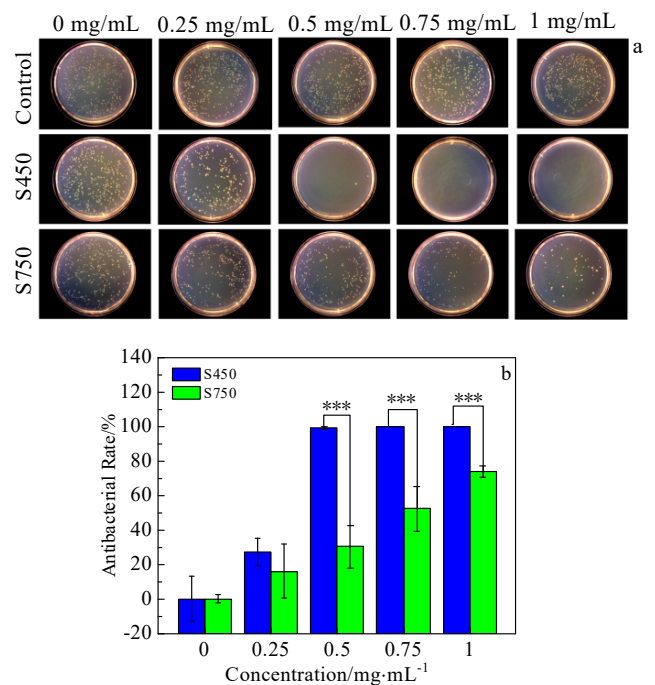 0 mg/mL 0.25 mg/mL 0.5 mg/mL 0.75 mg/mL 1 mg/mL
a
Control
S450
S750
b
S450
S750
*** *** ***
140
120
100
80
60
40
20
0
-20
Antibacterial Rate/%
0 0.25 0.5 0.75 1
Concentration/mg·mL⁻¹